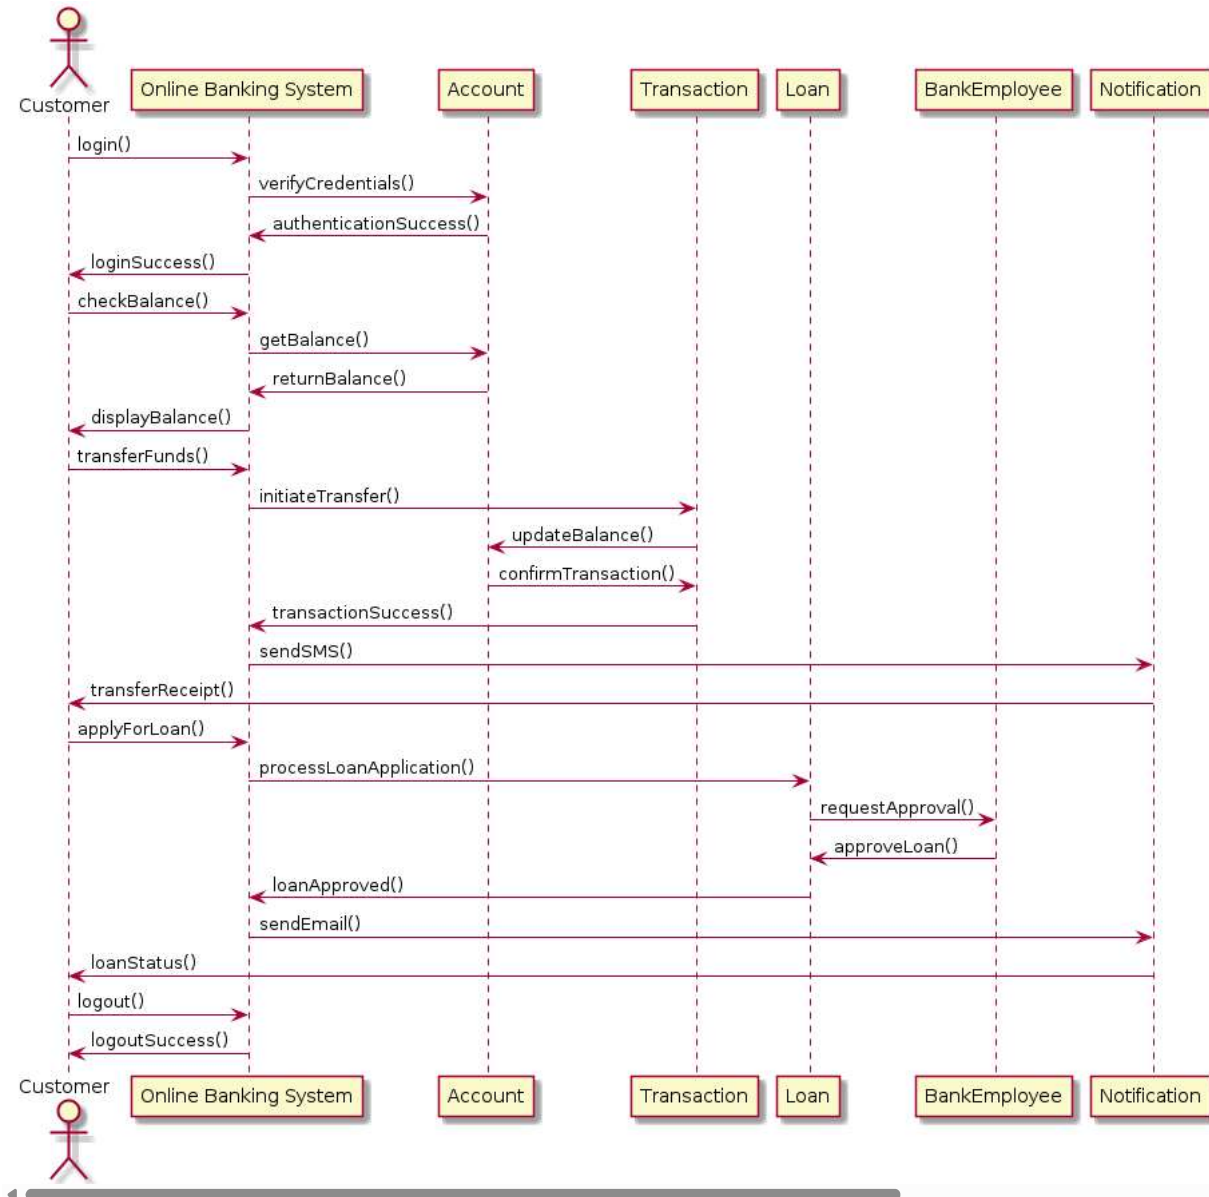 Customer
Online Banking System
Account
Transaction
Loan
BankEmployee
Notification
login()
verifyCredentials()
authenticationSuccess()
loginSuccess()
checkBalance()
getBalance()
returnBalance()
displayBalance()
transferFunds()
initiateTransfer()
updateBalance()
confirmTransaction()
transactionSuccess()
sendSMS()
transferReceipt()
applyForLoan()
processLoanApplication()
requestApproval()
approveLoan()
loanApproved()
sendEmail()
loanStatus()
logout()
logoutSuccess()
Customer
Online Banking System
Account
Transaction
Loan
BankEmployee
Notification